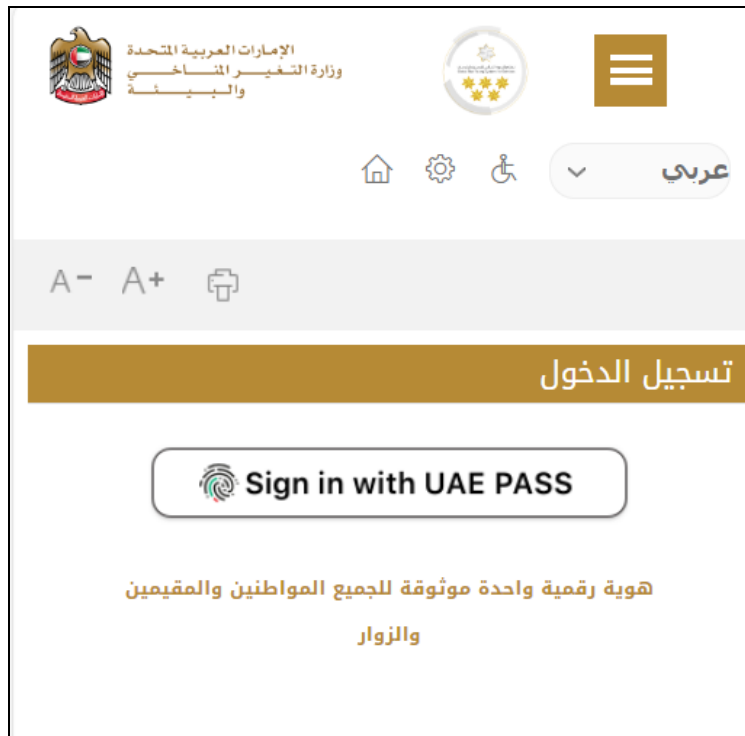 الإمارات العربية المتحدة
وزارة التغيير المناخي
والبيئة
عربي
A- A+
تسجيل الدخول
Sign in with UAE PASS
هوية رقمية واحدة موثوقة للجميع المواطنين والمقيمين
والزوار